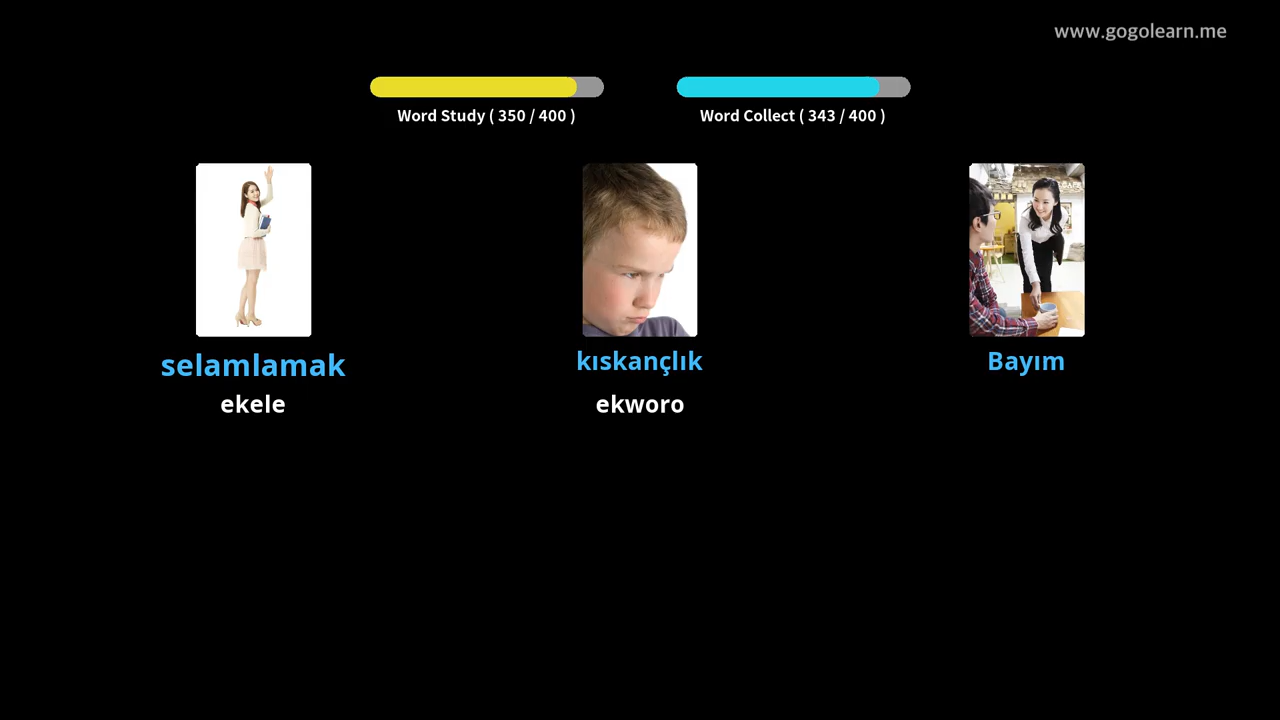 www.gogolearn.me
Word Study ( 350 / 400 )
Word Collect ( 343 / 400 )
selamlamak
kıskançlık
Bayım
ekele
ekworo